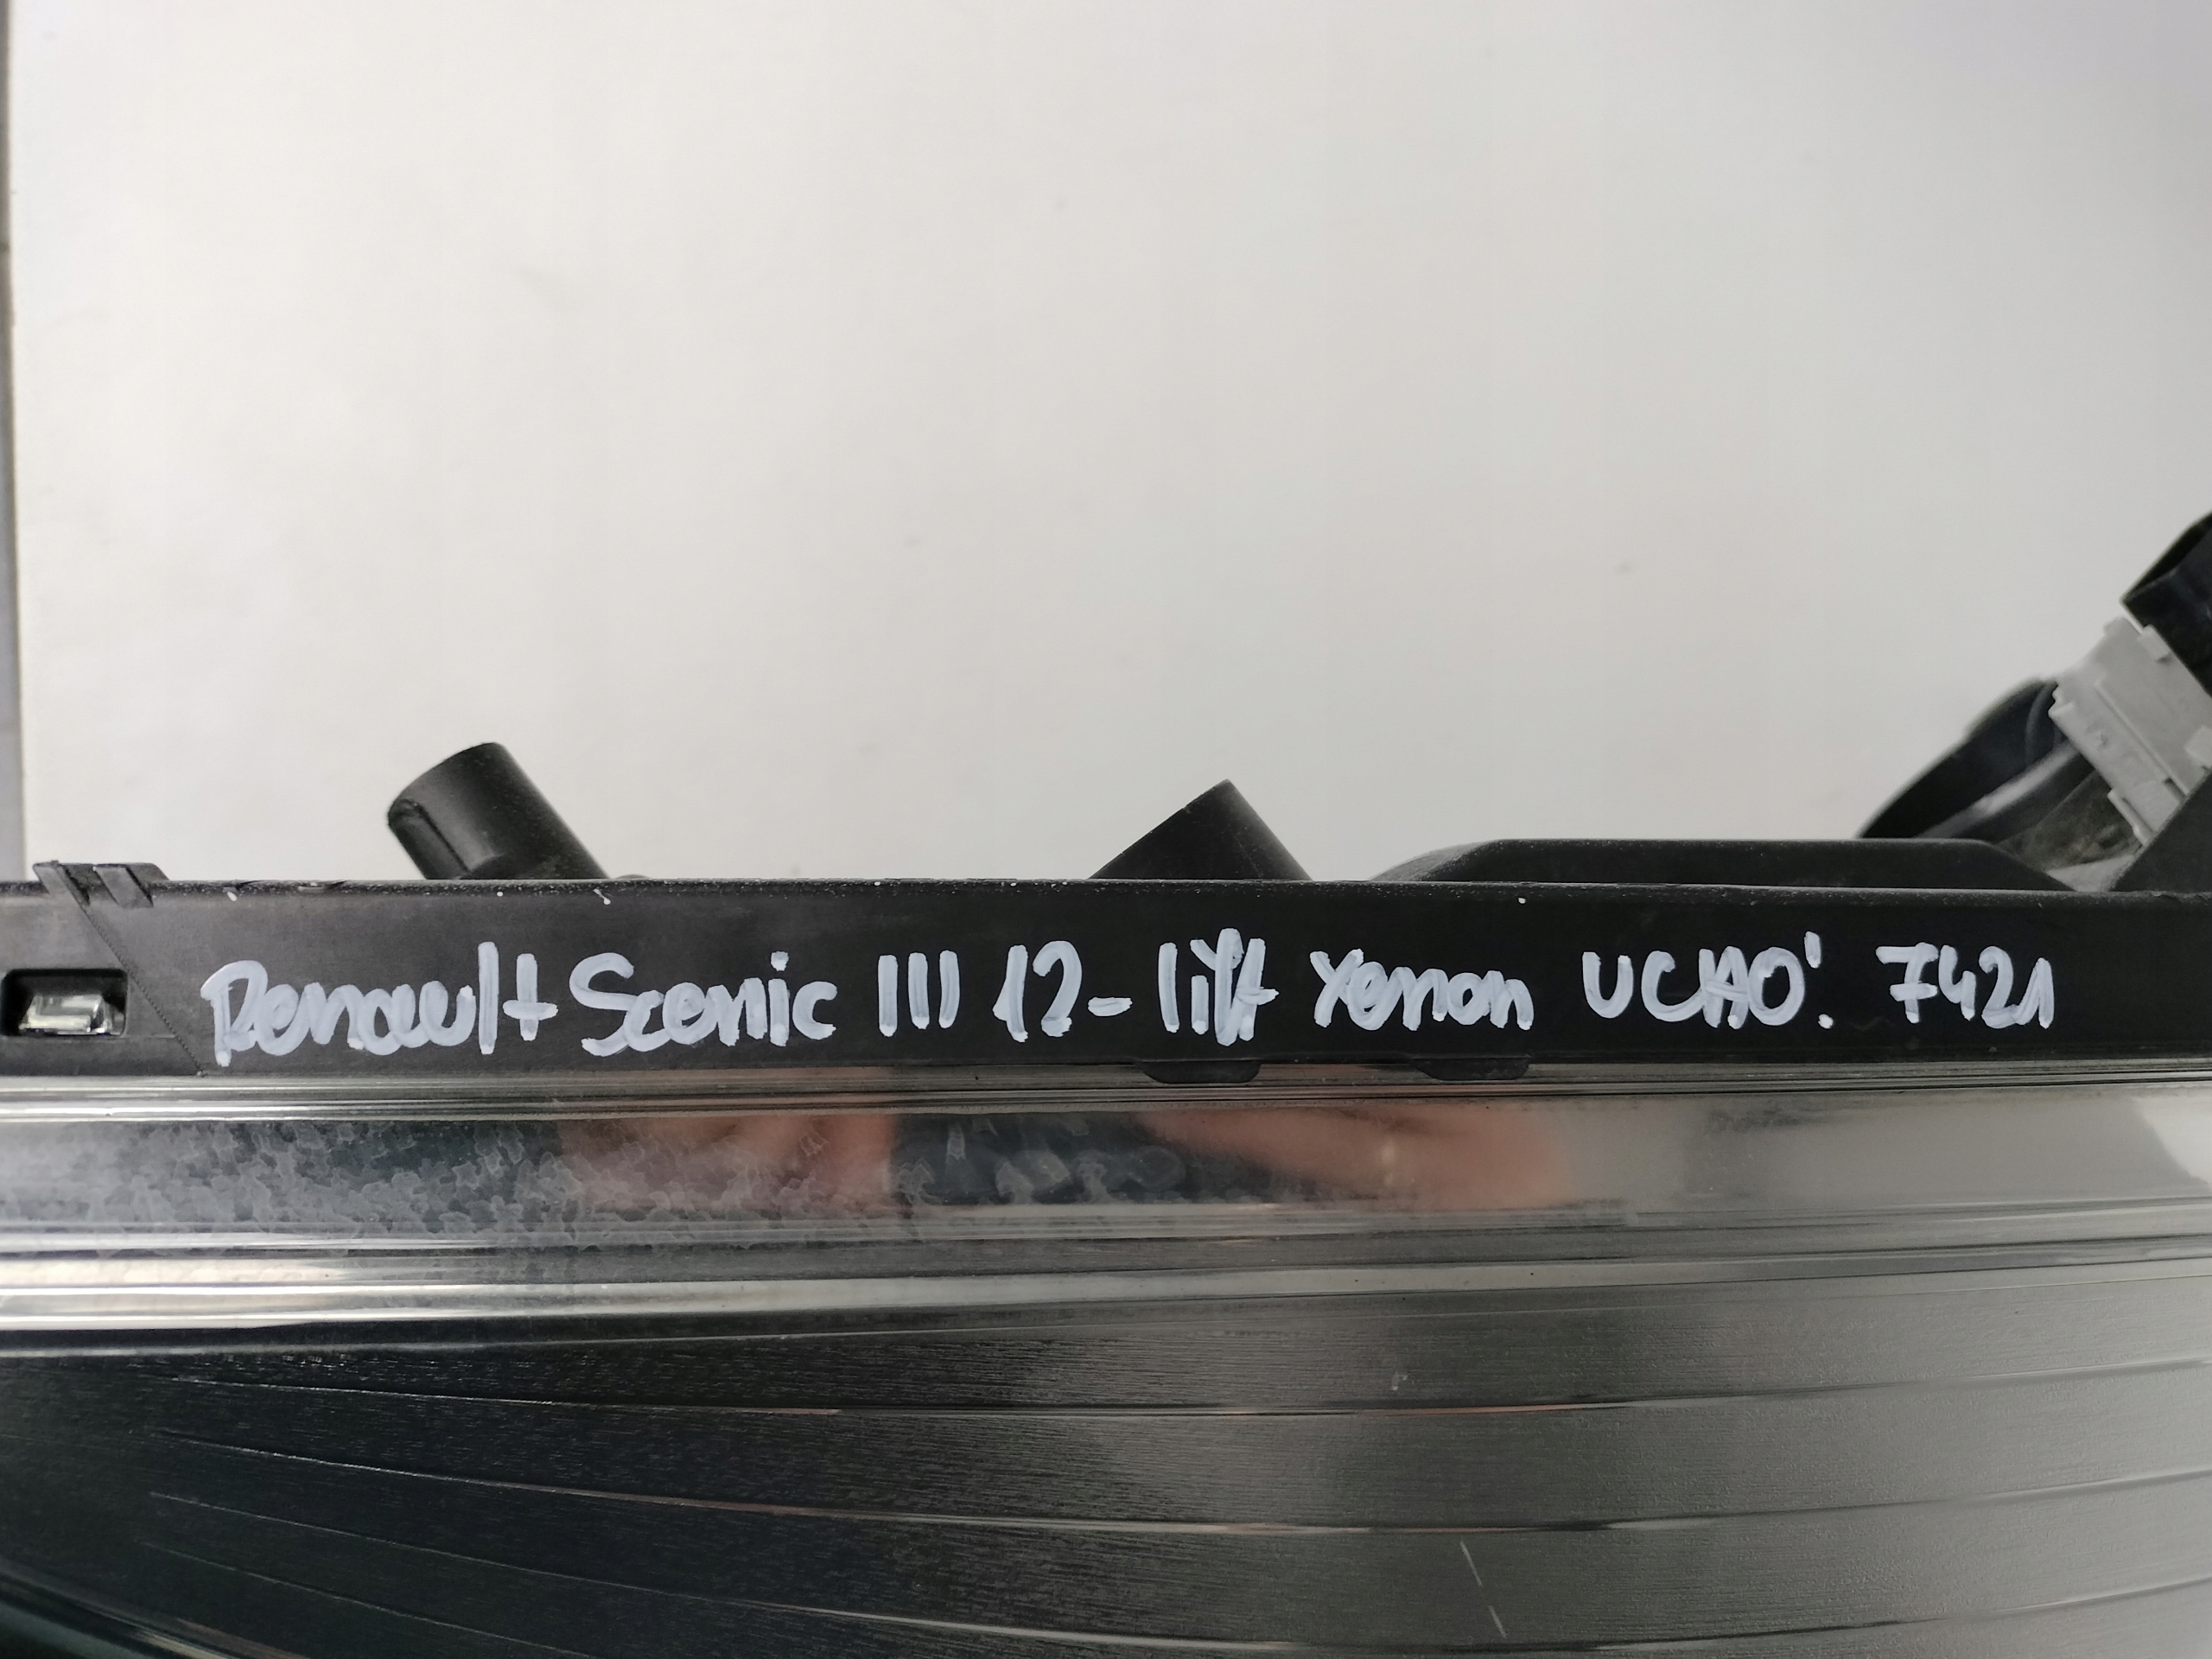 Renault Scenic III 12- lift xenon UCHO! 7421